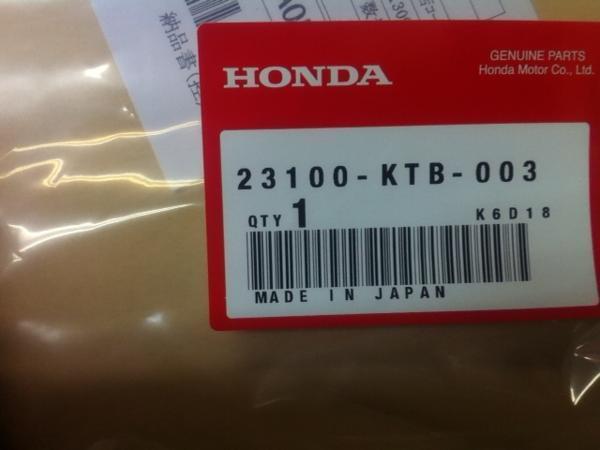 納品書(控
HONDA
GENUINE PARTS
Honda Motor Co., Ltd.
23100-KTB-003
QTY 1 K6D18
MADE IN JAPAN